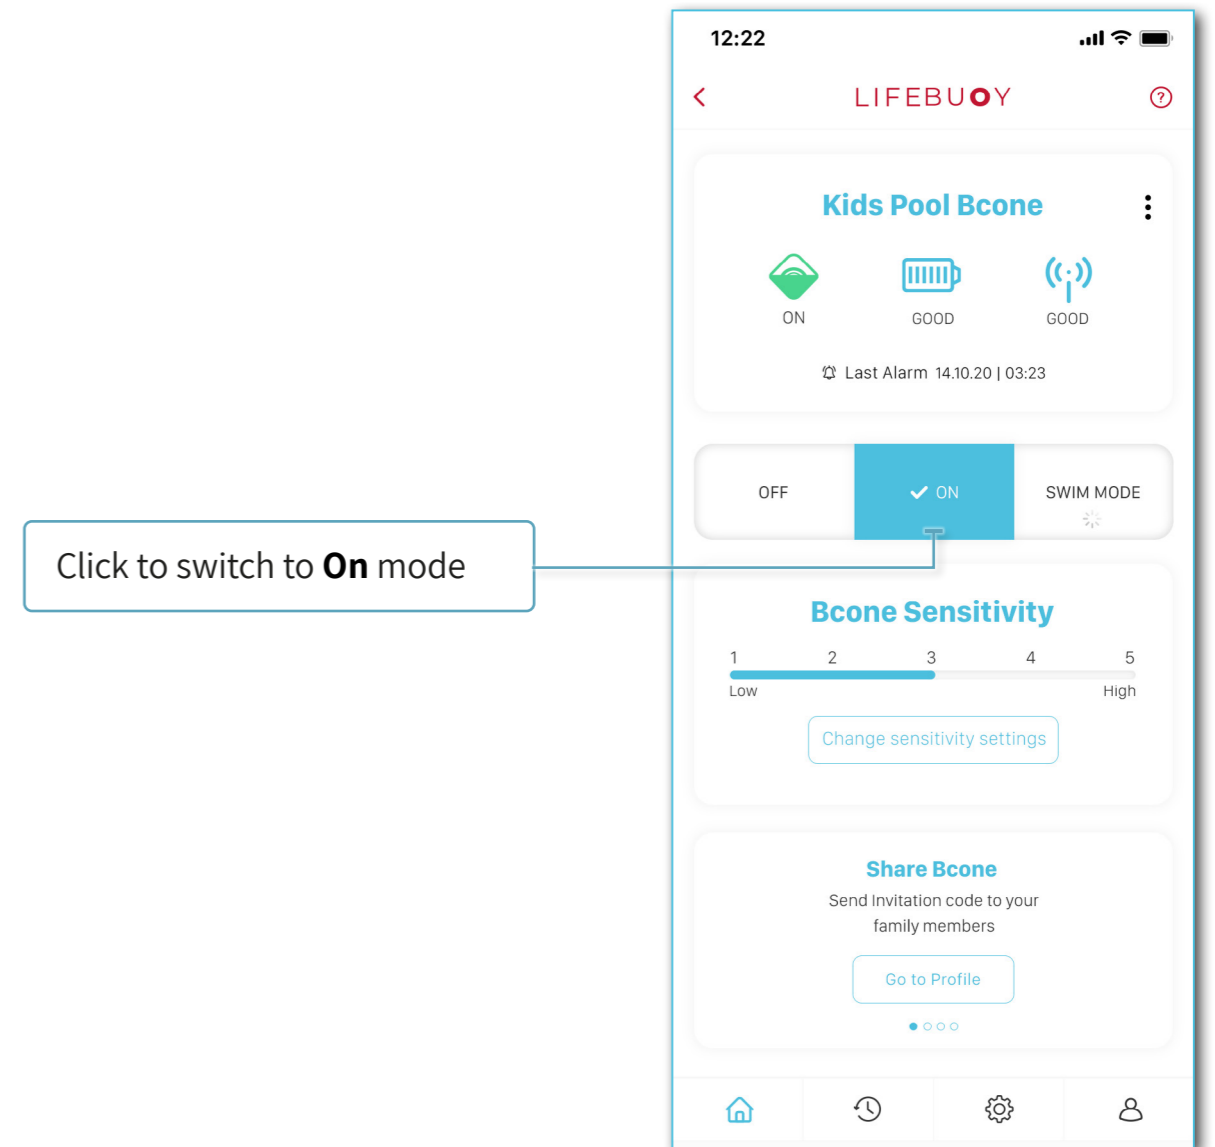 12:22
LIFEBUOY
Kids Pool Bcone
ON GOOD GOOD
Last Alarm 14.10.20 | 03:23
OFF ON SWIM MODE
Click to switch to On mode
Bcone Sensitivity
1 2 3 4 5
Low High
Change sensitivity settings
Share Bcone
Send Invitation code to your
family members
Go to Profile